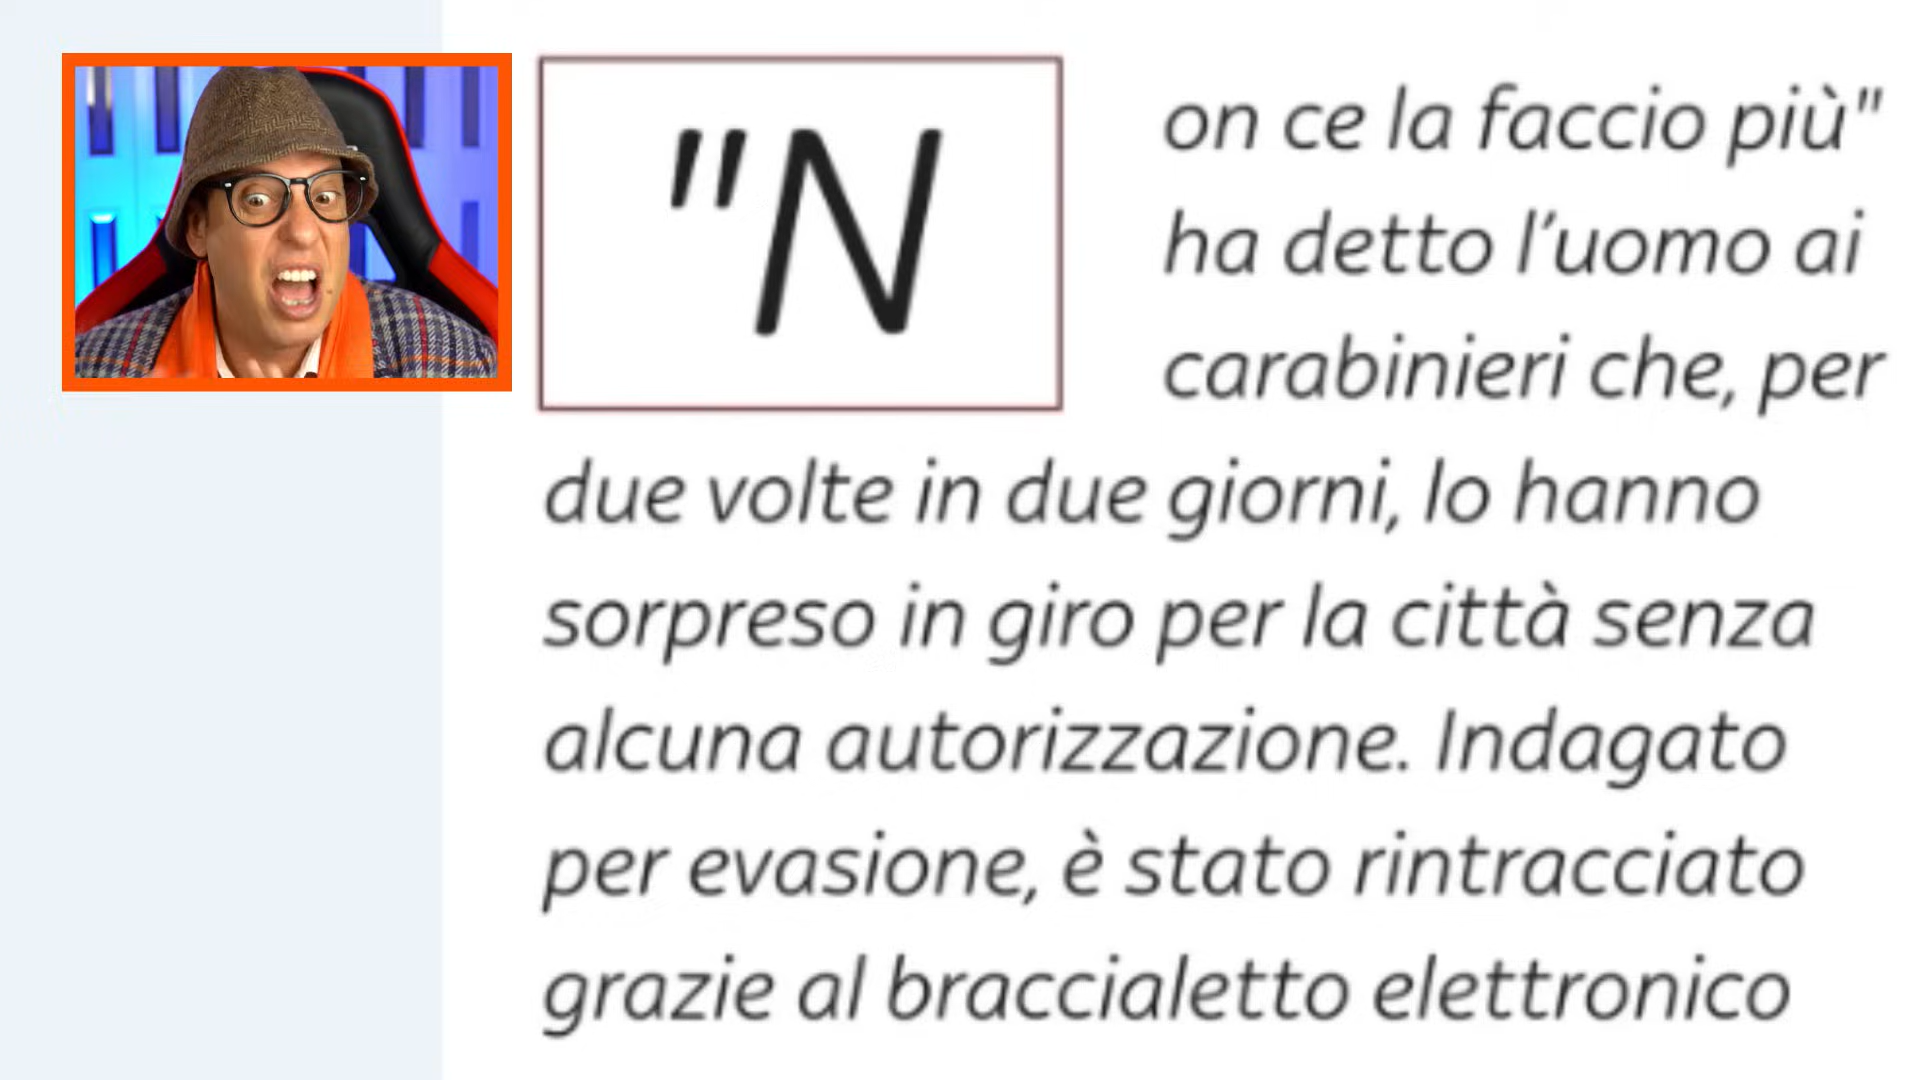 "Non ce la faccio più"
ha detto l’uomo ai
carabinieri che, per
due volte in due giorni, lo hanno
sorpreso in giro per la città senza
alcuna autorizzazione. Indagato
per evasione, è stato rintracciato
grazie al braccialetto elettronico